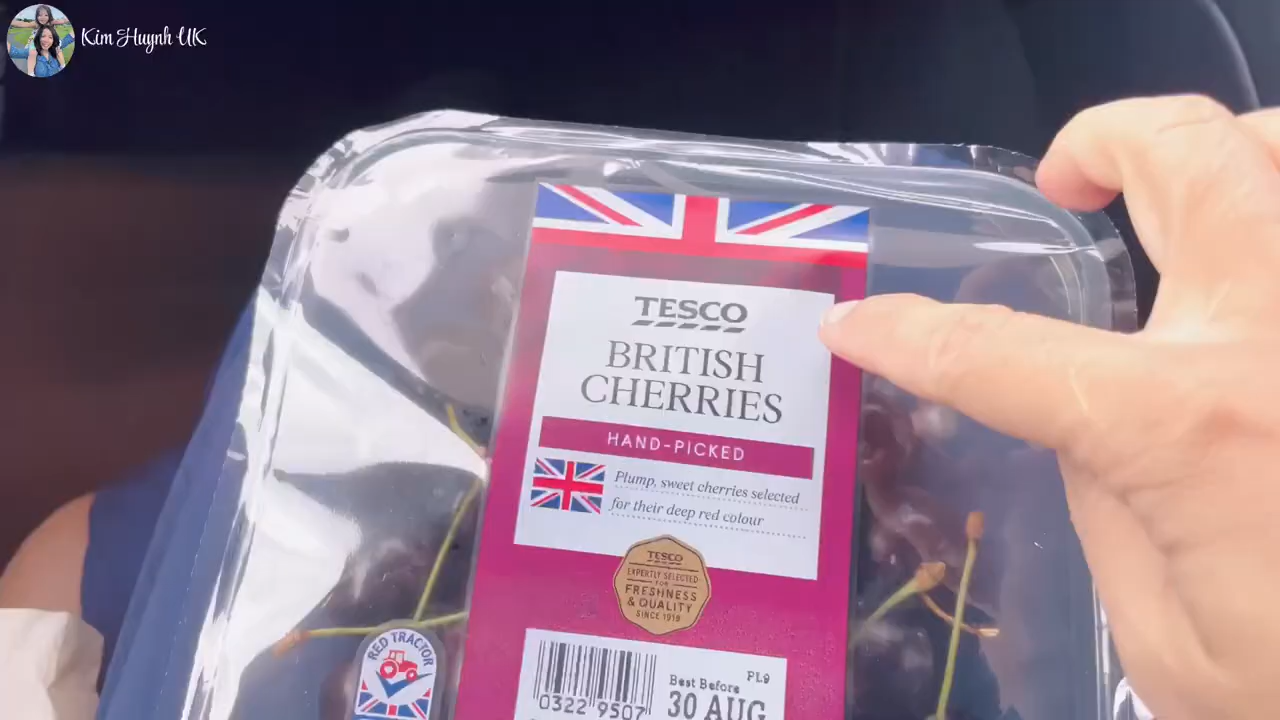 Kim Huynh UK
TESCO
BRITISH
CHERRIES
HAND-PICKED
Plump, sweet cherries selected
for their deep red colour
TESCO
EXPERTLY SELECTED
FOR
FRESHNESS
& QUALITY
SINCE 1919
RED TRACTOR
PL9
Best Before
30 AUG
0322 9507